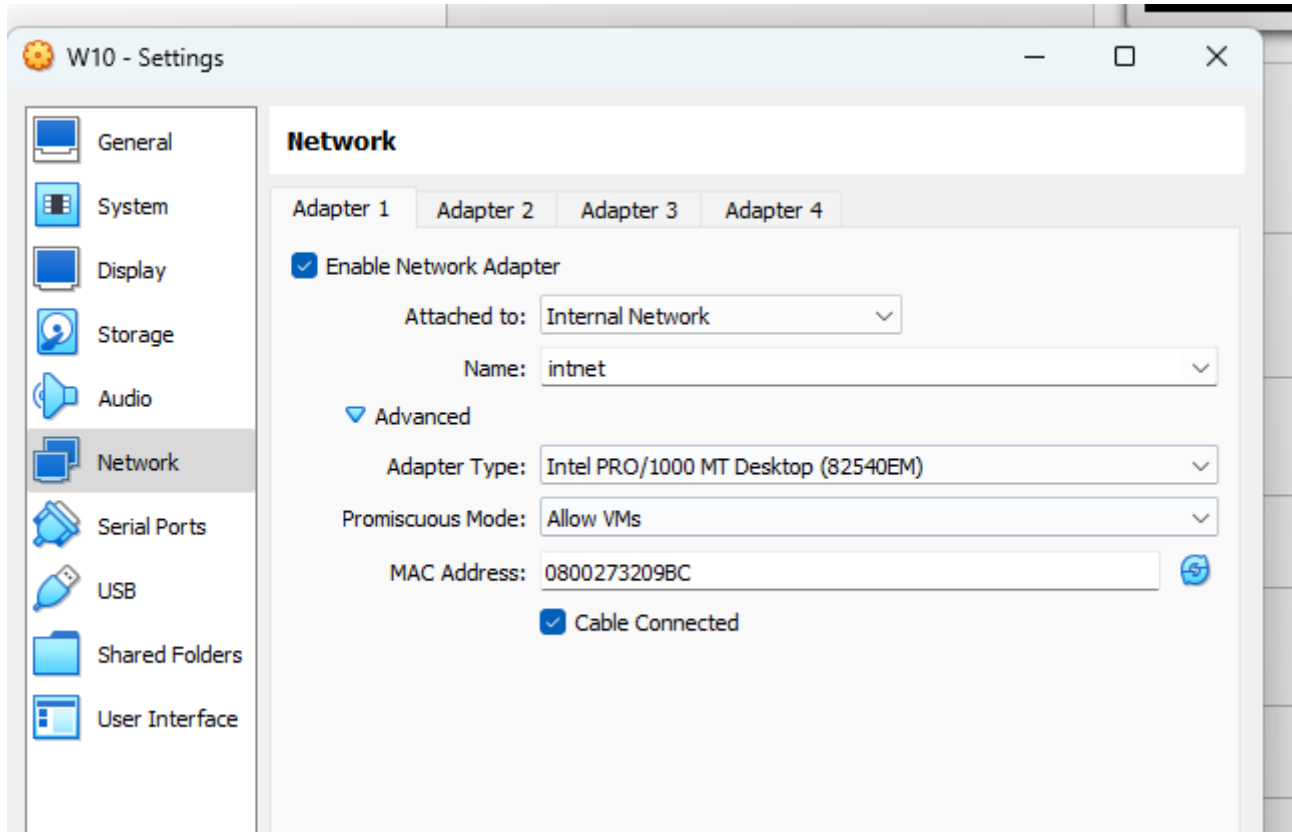 W10 - Settings
General
System
Display
Storage
Audio
Network
Serial Ports
USB
Shared Folders
User Interface
Network
Adapter 1 Adapter 2 Adapter 3 Adapter 4
Enable Network Adapter
Attached to: Internal Network
Name: intnet
Advanced
Adapter Type: Intel PRO/1000 MT Desktop (82540EM)
Promiscuous Mode: Allow VMs
MAC Address: 0800273209BC
Cable Connected